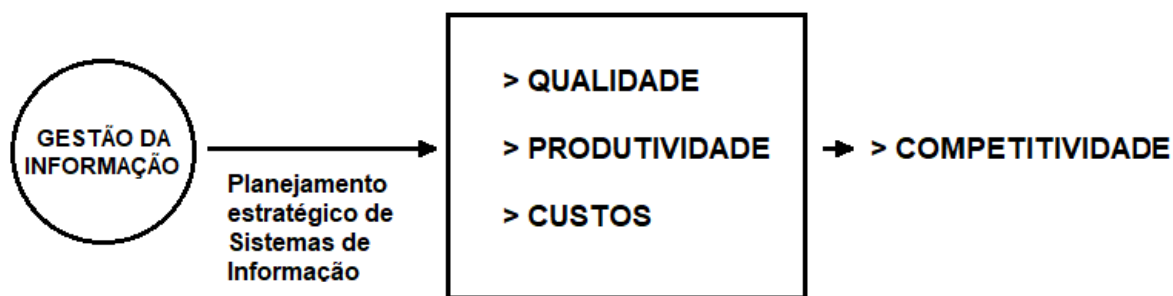 GESTÃO DA
INFORMAÇÃO
Planejamento
estratégico de
Sistemas de
Informação
> QUALIDADE
> PRODUTIVIDADE
> CUSTOS
> COMPETITIVIDADE